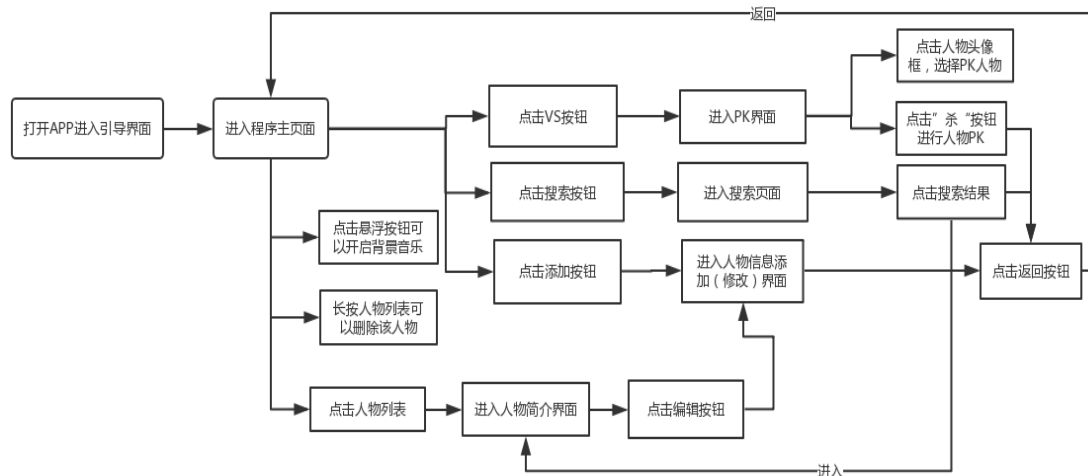 返回
点击人物头像
框，选择PK人物
打开APP进入引导界面
进入程序主页面
点击VS按钮
进入PK界面
点击”杀“按钮
进行人物PK
点击搜索按钮
进入搜索页面
点击搜索结果
点击悬浮按钮可
以开启背景音乐
点击添加按钮
进入人物信息添
加（修改）界面
点击返回按钮
长按人物列表可
以删除该人物
点击人物列表
进入人物简介界面
点击编辑按钮
进入